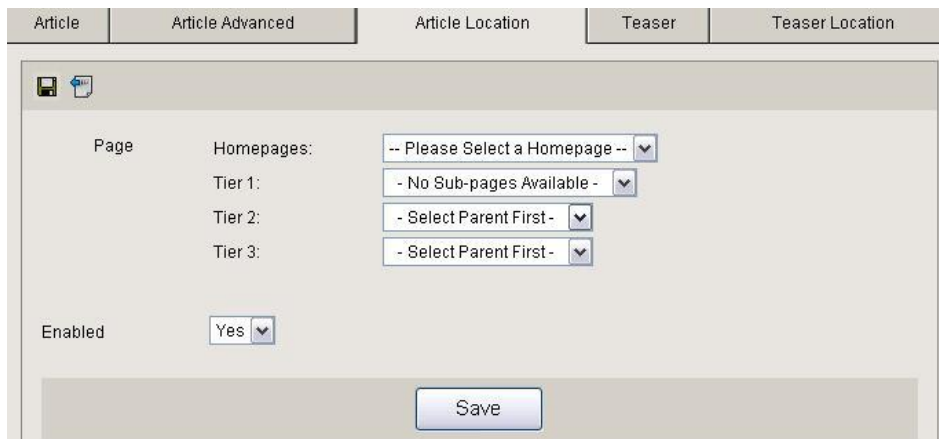 Article Article Advanced Article Location Teaser Teaser Location
Page Homepages: -- Please Select a Homepage --
Tier 1: - No Sub-pages Available -
Tier 2: - Select Parent First -
Tier 3: - Select Parent First -
Enabled Yes
Save